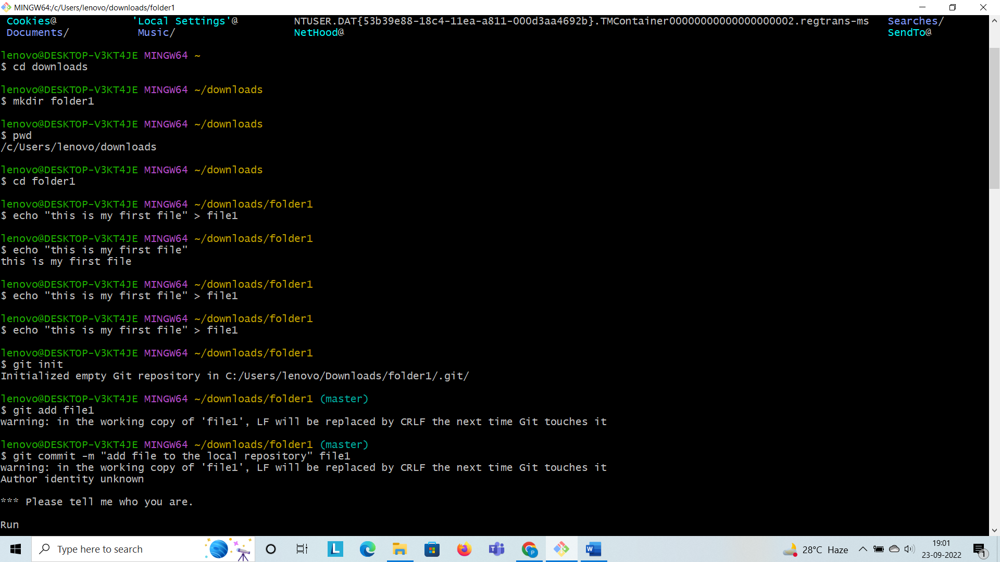 MINGW64:/c/Users/lenovo/downloads/folder1
Cookies@ 'Local Settings'@ NTUSER.DAT{53b39e88-18c4-11ea-a811-000d3aa4692b}.TMContainer00000000000000000002.regtrans-ms Searches/
Documents/ Music/ NetHood@ SendTo@
lenovo@DESKTOP-V3KT4JE MINGW64 ~
$ cd downloads
lenovo@DESKTOP-V3KT4JE MINGW64 ~/downloads
$ mkdir folder1
lenovo@DESKTOP-V3KT4JE MINGW64 ~/downloads
$ pwd
/c/Users/lenovo/downloads
lenovo@DESKTOP-V3KT4JE MINGW64 ~/downloads
$ cd folder1
lenovo@DESKTOP-V3KT4JE MINGW64 ~/downloads/folder1
$ echo "this is my first file" > file1
lenovo@DESKTOP-V3KT4JE MINGW64 ~/downloads/folder1
$ echo "this is my first file"
this is my first file
lenovo@DESKTOP-V3KT4JE MINGW64 ~/downloads/folder1
$ echo "this is my first file" > file1
lenovo@DESKTOP-V3KT4JE MINGW64 ~/downloads/folder1
$ echo "this is my first file" > file1
lenovo@DESKTOP-V3KT4JE MINGW64 ~/downloads/folder1
$ git init
Initialized empty Git repository in C:/Users/lenovo/Downloads/folder1/.git/
lenovo@DESKTOP-V3KT4JE MINGW64 ~/downloads/folder1 (master)
$ git add file1
warning: in the working copy of 'file1', LF will be replaced by CRLF the next time Git touches it
lenovo@DESKTOP-V3KT4JE MINGW64 ~/downloads/folder1 (master)
$ git commit -m "add file to the local repository" file1
warning: in the working copy of 'file1', LF will be replaced by CRLF the next time Git touches it
Author identity unknown
*** Please tell me who you are.
Run
Type here to search
28°C Haze
19:01
23-09-2022
1